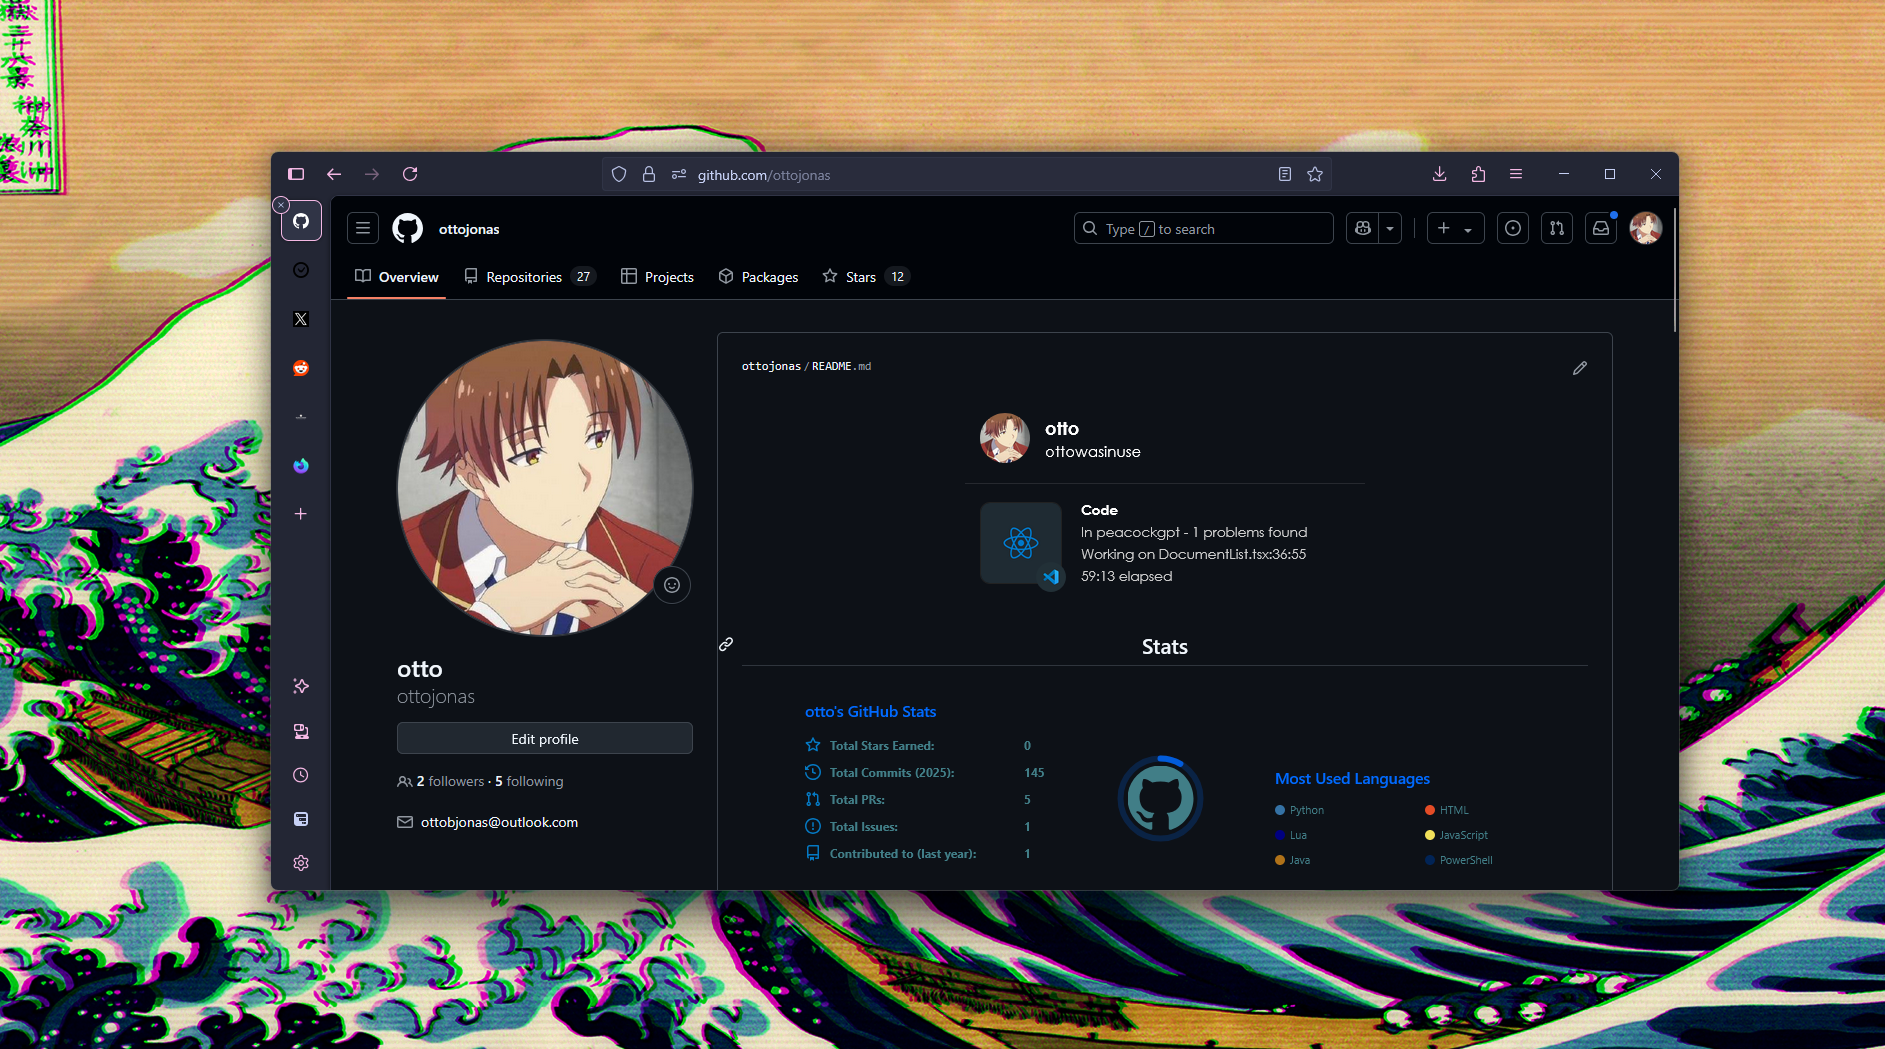 github.com/ottojonas
ottojonas
Type / to search
Overview
Repositories 27
Projects
Packages
Stars 12
ottojonas/README.md
otto
ottowasinuse
Code
In peacockgpt - 1 problems found
Working on DocumentList.tsx:36:55
59:13 elapsed
otto
ottojonas
Edit profile
2 followers · 5 following
ottobjonas@outlook.com
Stats
otto's GitHub Stats
Total Stars Earned: 0
Total Commits (2025): 145
Total PRs: 5
Total Issues: 1
Contributed to (last year): 1
Most Used Languages
Python
HTML
Lua
JavaScript
Java
PowerShell